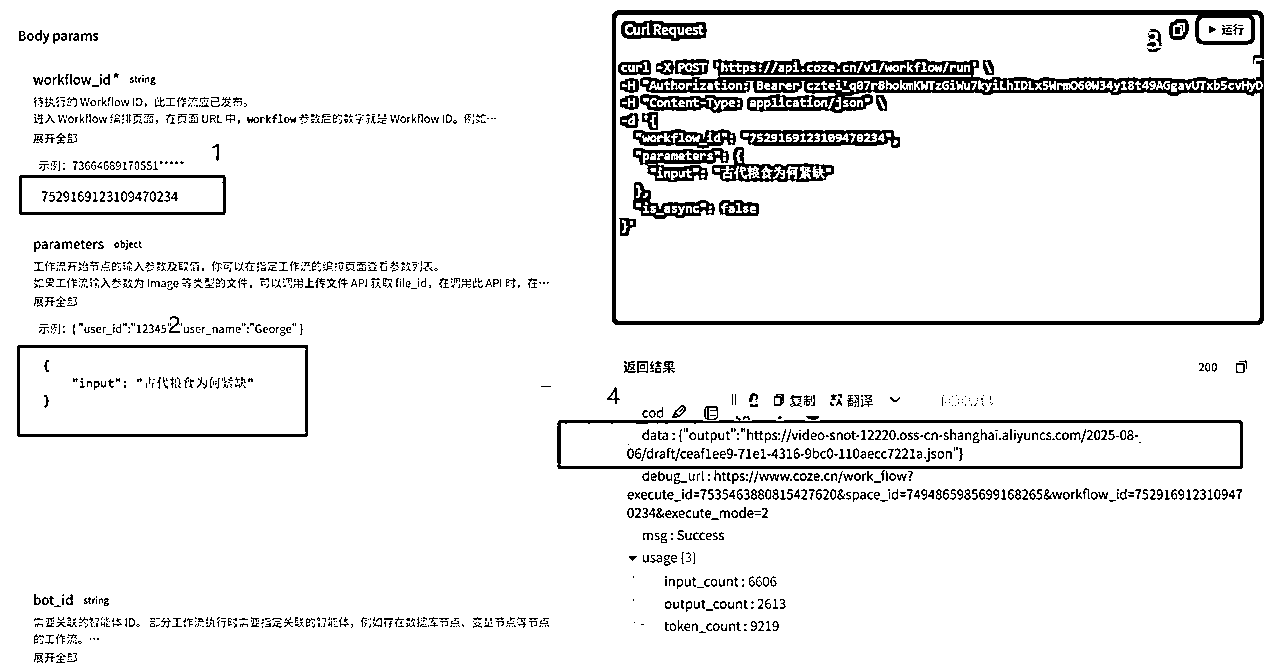 Body params
workflow_id* string
待执行的 Workflow ID，此工作流应已发布。
进入 Workflow 编排页面，在页面 URL 中，workflow 参数后的数字就是 Workflow ID。例如…
展开全部
1
示例：73664689170551*****
7529169123109470234
parameters object
工作流开始节点的输入参数及取值，你可以在指定工作流的编排页面查看参数列表。
如果工作流输入参数为 Image 等类型的文件，可以调用上传文件 API 获取 file_id，在调用此 API 时，在…
展开全部
2
示例：{ "user_id":"12345" "user_name":"George" }
{
"input": "古代粮食为何紧缺"
}
bot_id string
需要关联的智能体 ID。 部分工作流执行时需要指定关联的智能体，例如存在数据库节点、变量节点等节点
的工作流。…
展开全部
Curl Request
3
运行
curl -X POST 'https://api.coze.cn/v1/workflow/run' \
-H "Authorization: Bearer
-H "Content-Type: application/json" \
-d '{
"workflow_id": "7529169123109470234",
"parameters": {
"input": "古代粮食为何紧缺"
},
"is_async": false
}'
返回结果
200
4
复制 翻译
cod
data : {"output":"https://video-snot-12220.oss-cn-shanghai.aliyuncs.com/2025-08-
06/draft/ceaf1ee9-71e1-4316-9bc0-110aecc7221a.json"}
debug_url : https://www.coze.cn/work_flow?
execute_id=7535463880815427620&space_id=7494865985699168265&workflow_id=752916912310947
0234&execute_mode=2
msg : Success
usage {3}
input_count : 6606
output_count : 2613
token_count : 9219